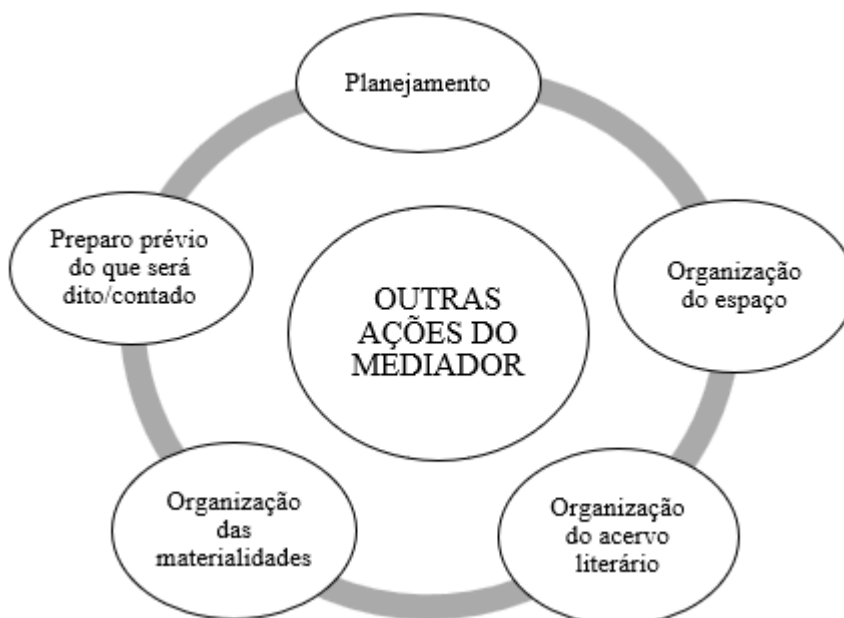 Planejamento
Preparo prévio
do que será
dito/contado
Organização
do espaço
OUTRAS
AÇÕES DO
MEDIADOR
Organização
das
materialidades
Organização
do acervo
literário